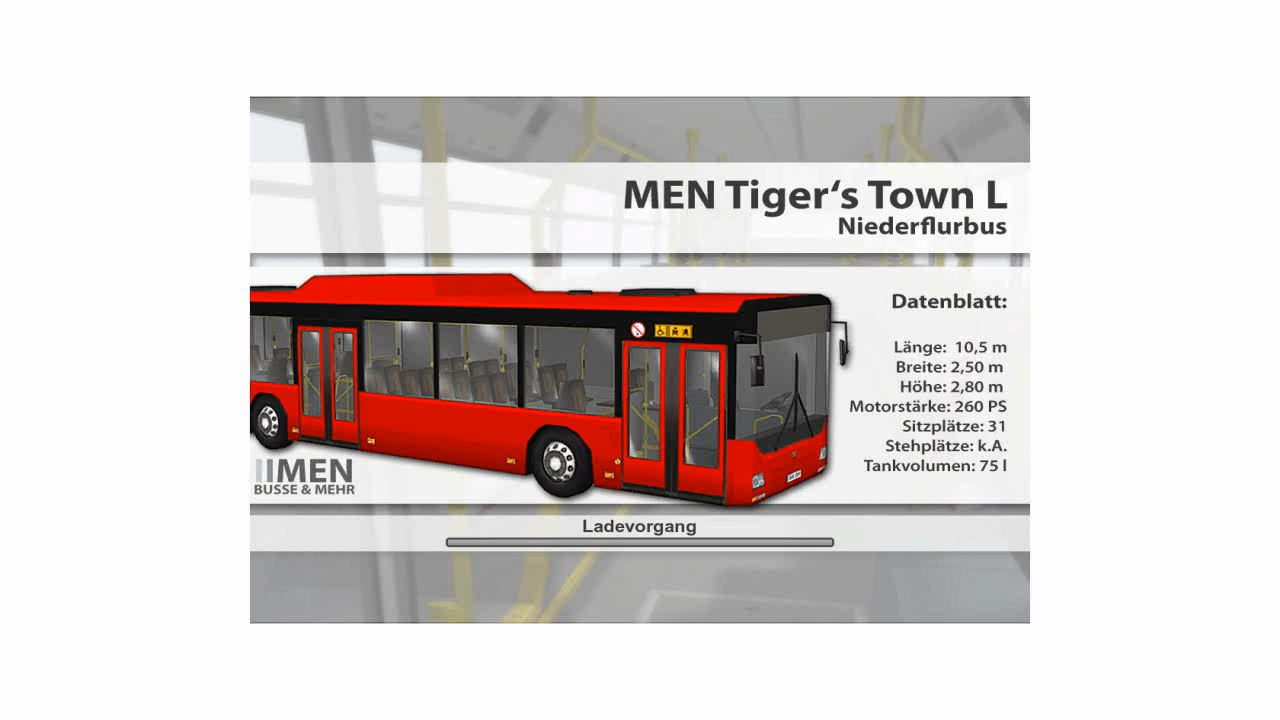 MEN Tiger‘s Town L
Niederflurbus
Datenblatt:
Länge: 10,5 m
Breite: 2,50 m
Höhe: 2,80 m
Motorstärke: 260 PS
Sitzplätze: 31
Stehplätze: k.A.
Tankvolumen: 75 l
MEN
BUSSE & MEHR
Ladevorgang